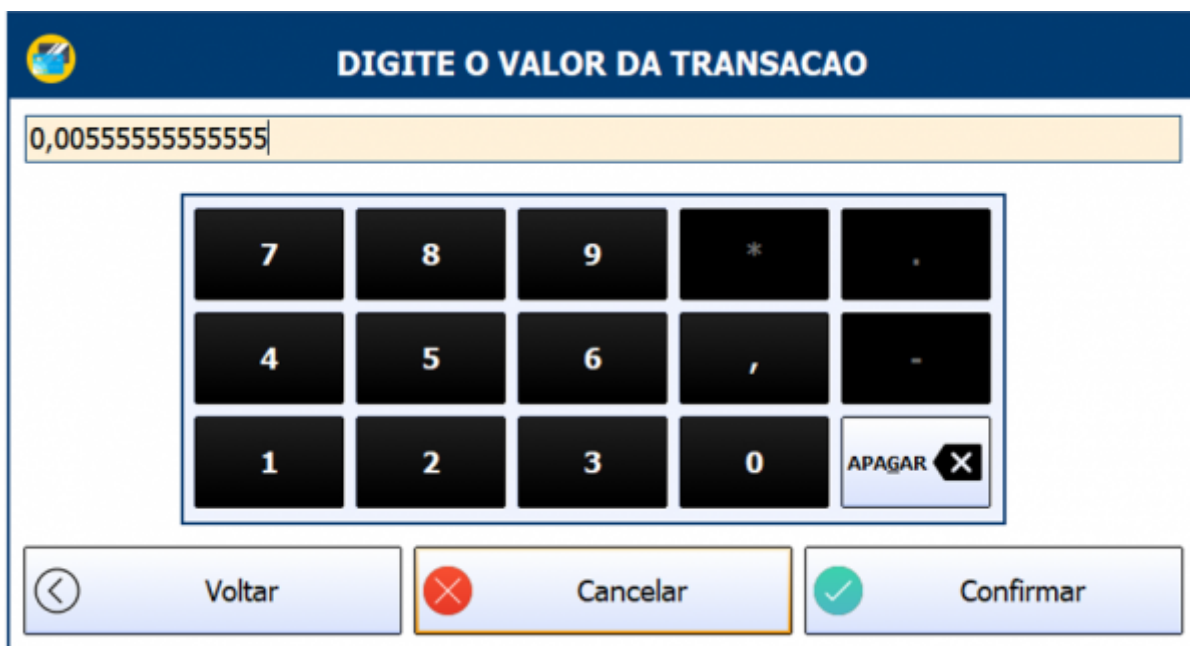 DIGITE O VALOR DA TRANSACAO
0,00555555555555
7 8 9 * .
4 5 6 , -
1 2 3 0 APAGAR
Voltar Cancelar Confirmar